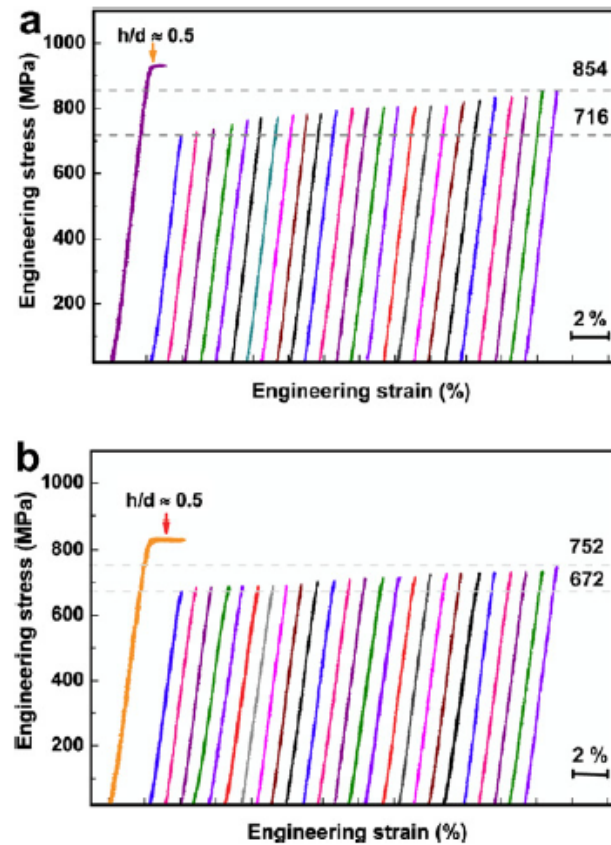 a
h/d ≈ 0.5
1000
800
600
400
200
854
716
2 %
Engineering stress (MPa)
Engineering strain (%)
b
h/d ≈ 0.5
1000
800
600
400
200
752
672
2 %
Engineering stress (MPa)
Engineering strain (%)